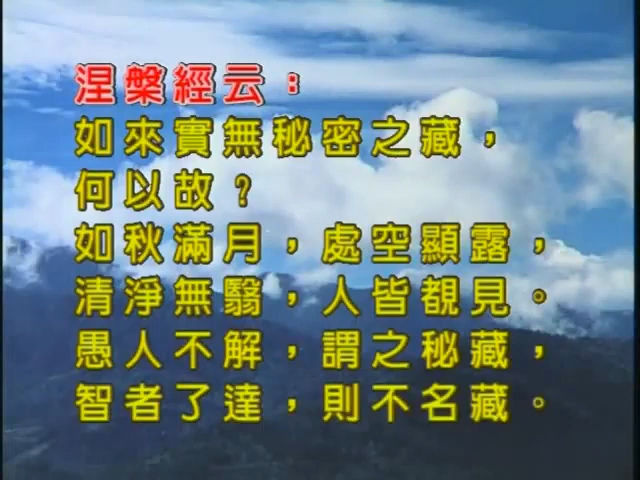 涅槃經云：
如來實無秘密之藏，
何以故？
如秋滿月，處空顯露，
清淨無翳，人皆覩見。
愚人不解，謂之秘藏，
智者了達，則不名藏。